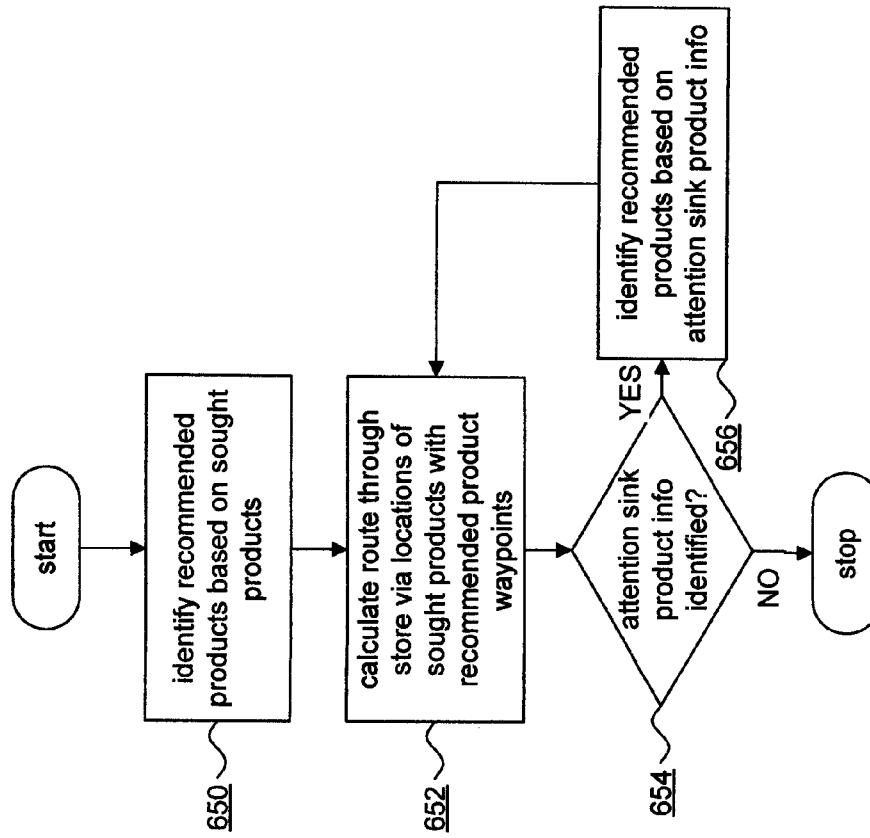 start
identify recommended
products based on sought
products
650
calculate route through
store via locations of
sought products with
recommended product
waypoints
652
attention sink
product info
identified?
654
YES
NO
identify recommended
products based on
attention sink product info
656
stop